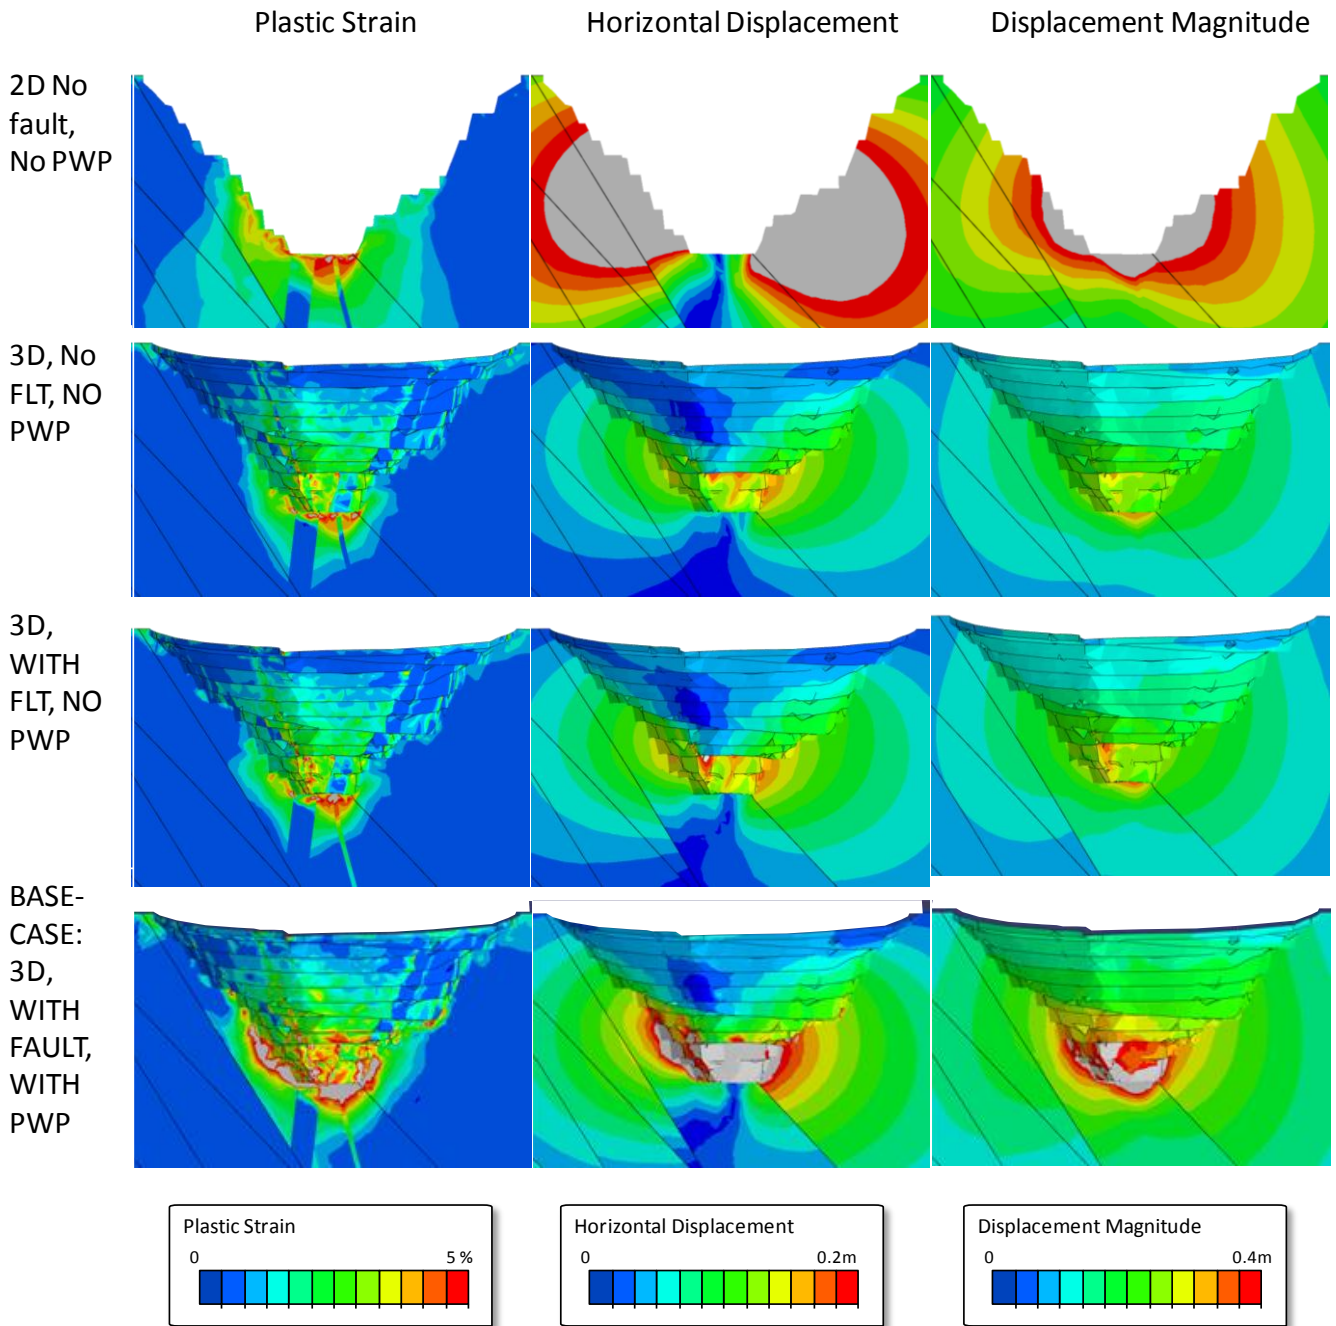 Plastic Strain
Horizontal Displacement
Displacement Magnitude
2D No
fault,
No PWP
3D, No
FLT, NO
PWP
3D,
WITH
FLT, NO
PWP
BASE-
CASE:
3D,
WITH
FAULT,
WITH
PWP
Plastic Strain
0 5 %
Horizontal Displacement
0 0.2m
Displacement Magnitude
0 0.4m